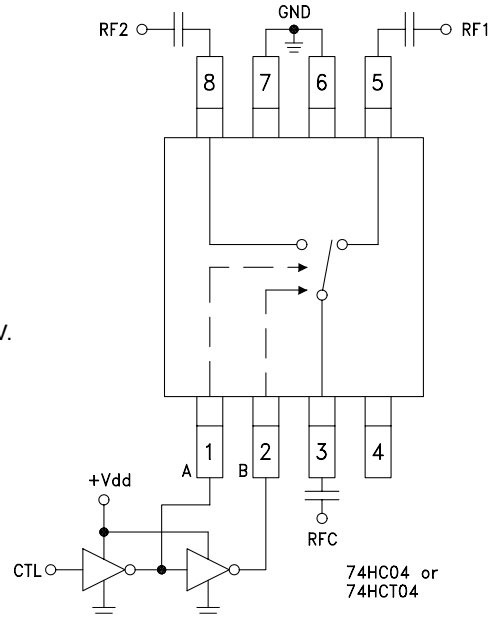 GND
RF2
RF1
8 7 6 5
V.
1 2 3 4
A B
+Vdd
RFC
CTL
74HC04 or
74HCT04